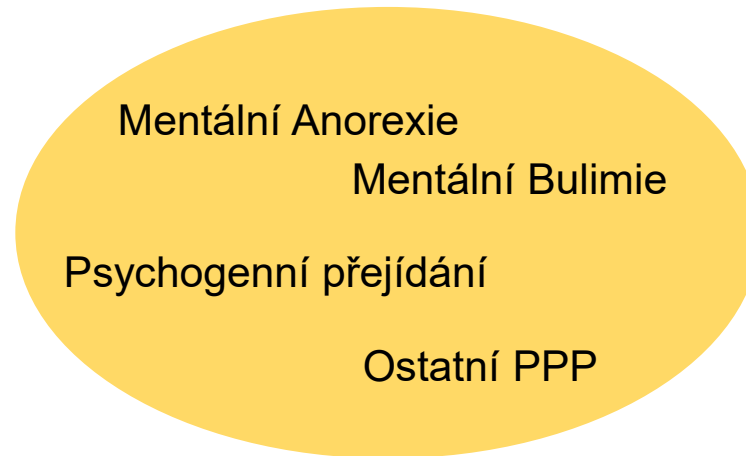 Mentální Anorexie
Mentální Bulimie
Psychogenní přejídání
Ostatní PPP